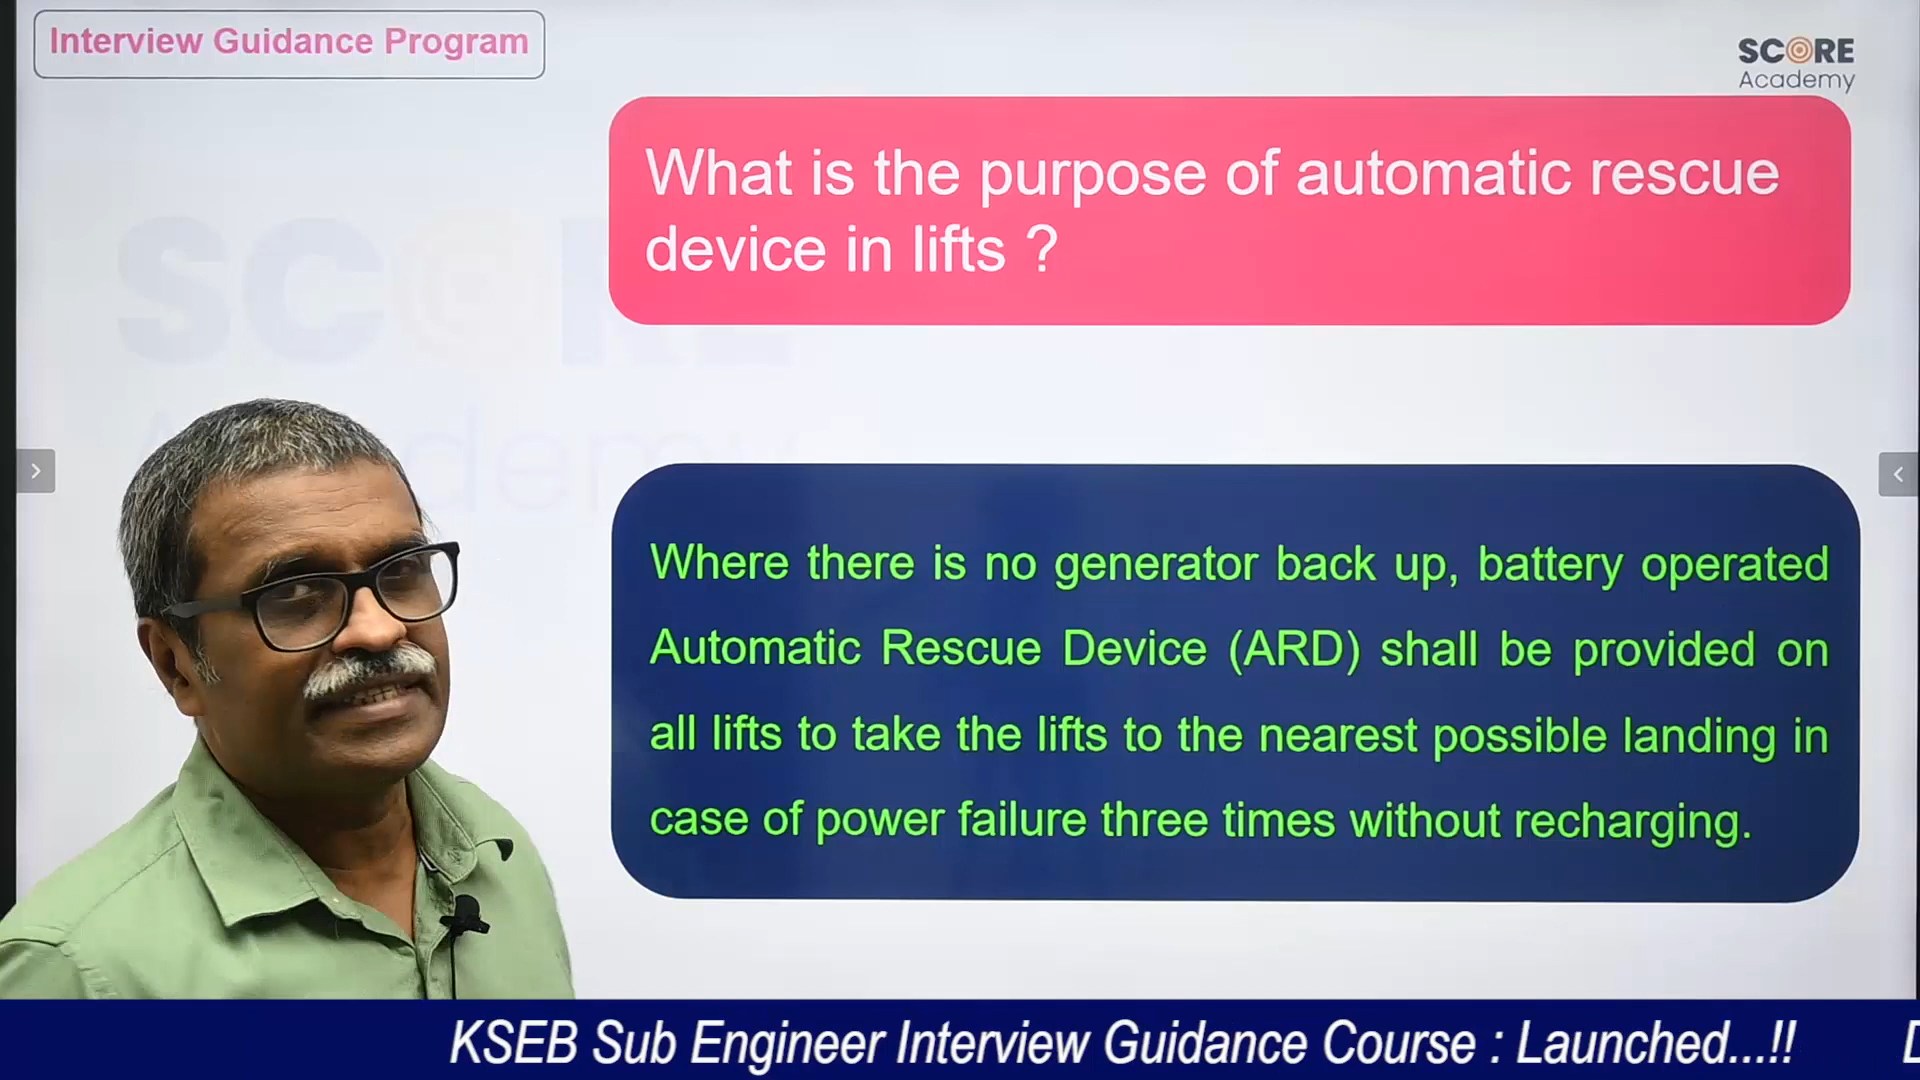 Interview Guidance Program
SCORE
Academy
What is the purpose of automatic rescue
device in lifts ?
SCORE
Academy
Where there is no generator back up, battery operated
Automatic Rescue Device (ARD) shall be provided on
all lifts to take the lifts to the nearest possible landing in
case of power failure three times without recharging.
KSEB Sub Engineer Interview Guidance Course : Launched...!!